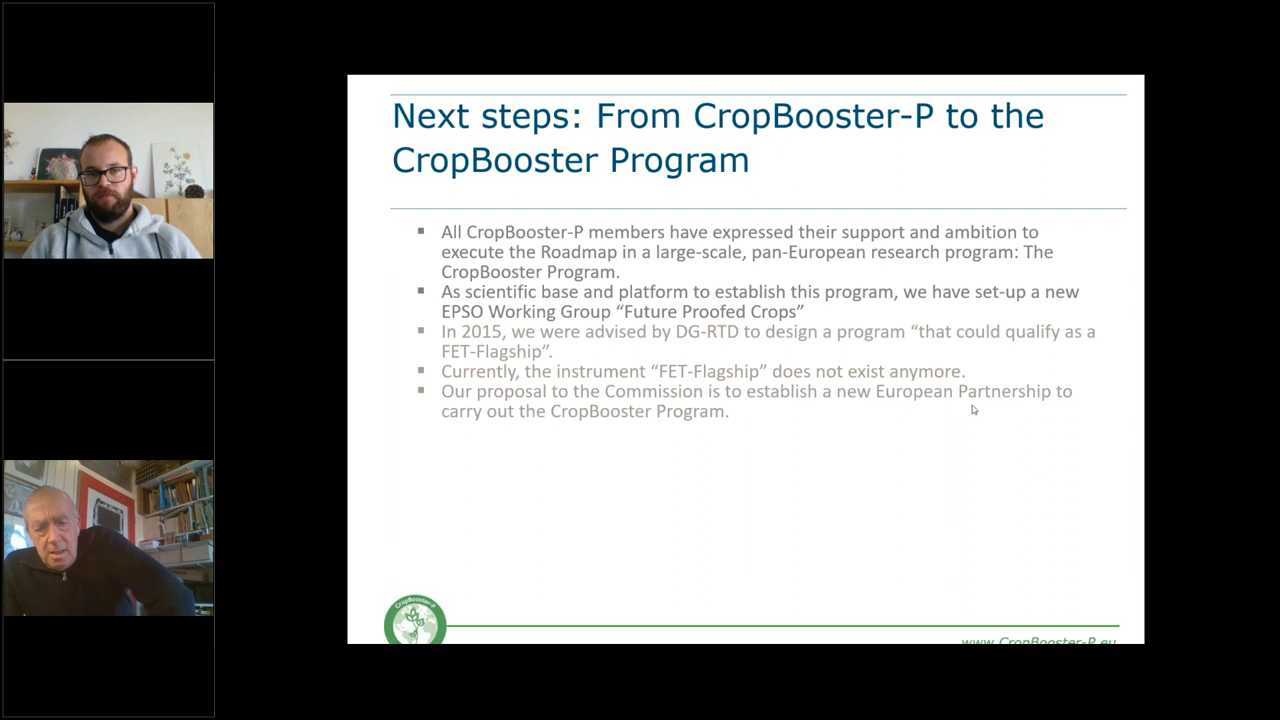 Next steps: From CropBooster-P to the
CropBooster Program
▪ All CropBooster-P members have expressed their support and ambition to
execute the Roadmap in a large-scale, pan-European research program: The
CropBooster Program.
▪ As scientific base and platform to establish this program, we have set-up a new
EPSO Working Group “Future Proofed Crops”
▪ In 2015, we were advised by DG-RTD to design a program “that could qualify as a
FET-Flagship”.
▪ Currently, the instrument “FET-Flagship” does not exist anymore.
▪ Our proposal to the Commission is to establish a new European Partnership to
carry out the CropBooster Program.
CropBooster-P
www.CropBooster-P.eu